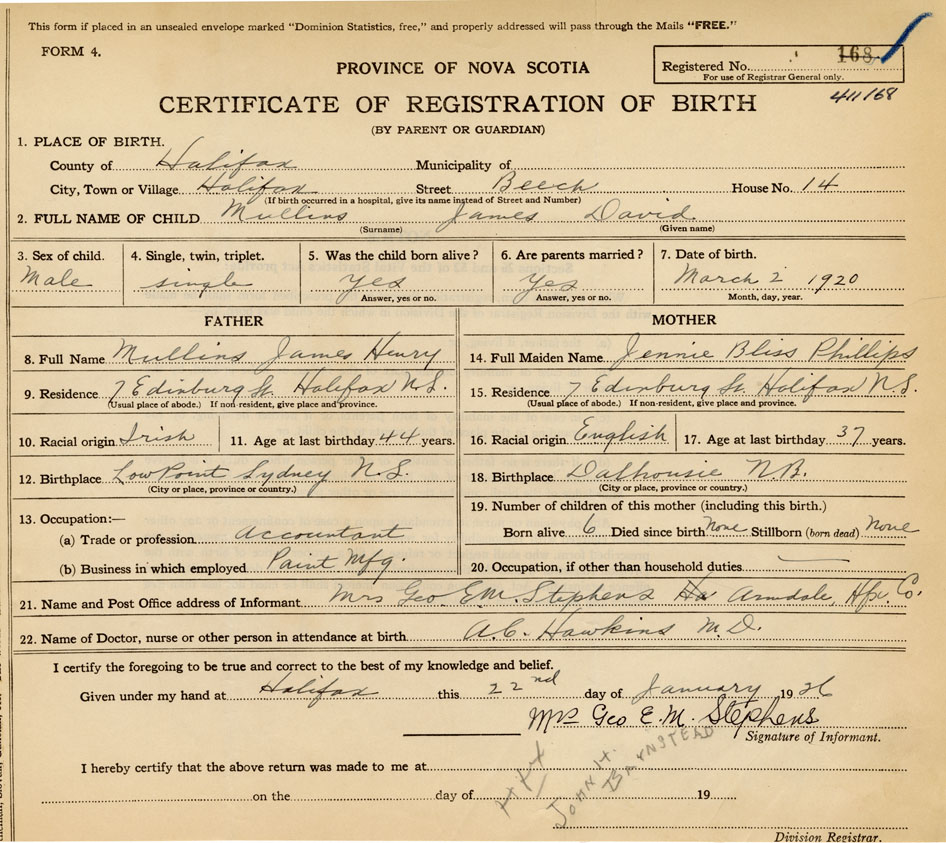 This form if placed in an unsealed envelope marked "Dominion Statistics, free," and properly addressed will pass through the Mails "FREE."
FORM 4.
Registered No. 168
For use of Registrar General only.
411168
PROVINCE OF NOVA SCOTIA
CERTIFICATE OF REGISTRATION OF BIRTH
(BY PARENT OR GUARDIAN)
1. PLACE OF BIRTH.
County of Halifax Municipality of
City, Town or Village Halifax Street Beech House No. 14
(If birth occurred in a hospital, give its name instead of Street and Number)
2. FULL NAME OF CHILD Mullins James David
(Surname) (Given name)
3. Sex of child. 4. Single, twin, triplet. 5. Was the child born alive? 6. Are parents married? 7. Date of birth.
Male single yes yes March 2 1920
Answer, yes or no. Answer, yes or no. Month, day, year.
FATHER MOTHER
8. Full Name Mullins James Henry 14. Full Maiden Name Jennie Bliss Phillips
9. Residence 7 Edinburg St. Halifax N.S. 15. Residence 7 Edinburg St. Halifax N.S.
(Usual place of abode.) If non-resident, give place and province. (Usual place of abode.) If non-resident, give place and province.
10. Racial origin Irish 11. Age at last birthday 44 years. 16. Racial origin English 17. Age at last birthday 37 years.
12. Birthplace Low Point Sydney N.S. 18. Birthplace Dalhousie N.B.
(City or place, province or country.) (City or place, province or country.)
13. Occupation:— 19. Number of children of this mother (including this birth.)
(a) Trade or profession Accountant Born alive 6 Died since birth None Stillborn (born dead) None
(b) Business in which employed Paint Mfg. 20. Occupation, if other than household duties
21. Name and Post Office address of Informant Mrs Geo. E.M. Stephens Armdale, Hfx. Co.
22. Name of Doctor, nurse or other person in attendance at birth A.C. Hawkins M.D.
I certify the foregoing to be true and correct to the best of my knowledge and belief.
Given under my hand at Halifax this 22nd day of January 1936
Mrs Geo E.M. Stephens
Signature of Informant.
I hereby certify that the above return was made to me at
JOHN H. BARNSTEAD
on the day of 19
Division Registrar.